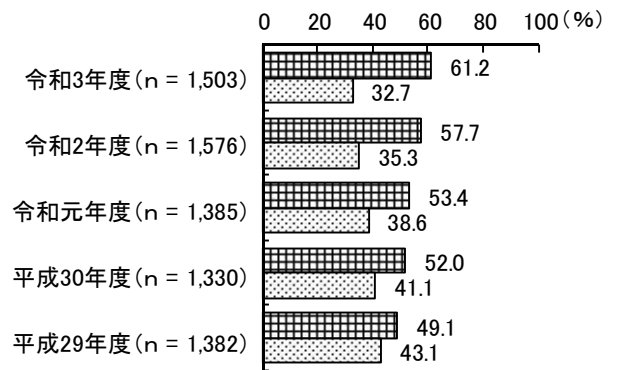 0 20 40 60 80 100(%)
令和3年度(n = 1,503) 61.2
32.7
令和2年度(n = 1,576) 57.7
35.3
令和元年度(n = 1,385) 53.4
38.6
平成30年度(n = 1,330) 52.0
41.1
平成29年度(n = 1,382) 49.1
43.1